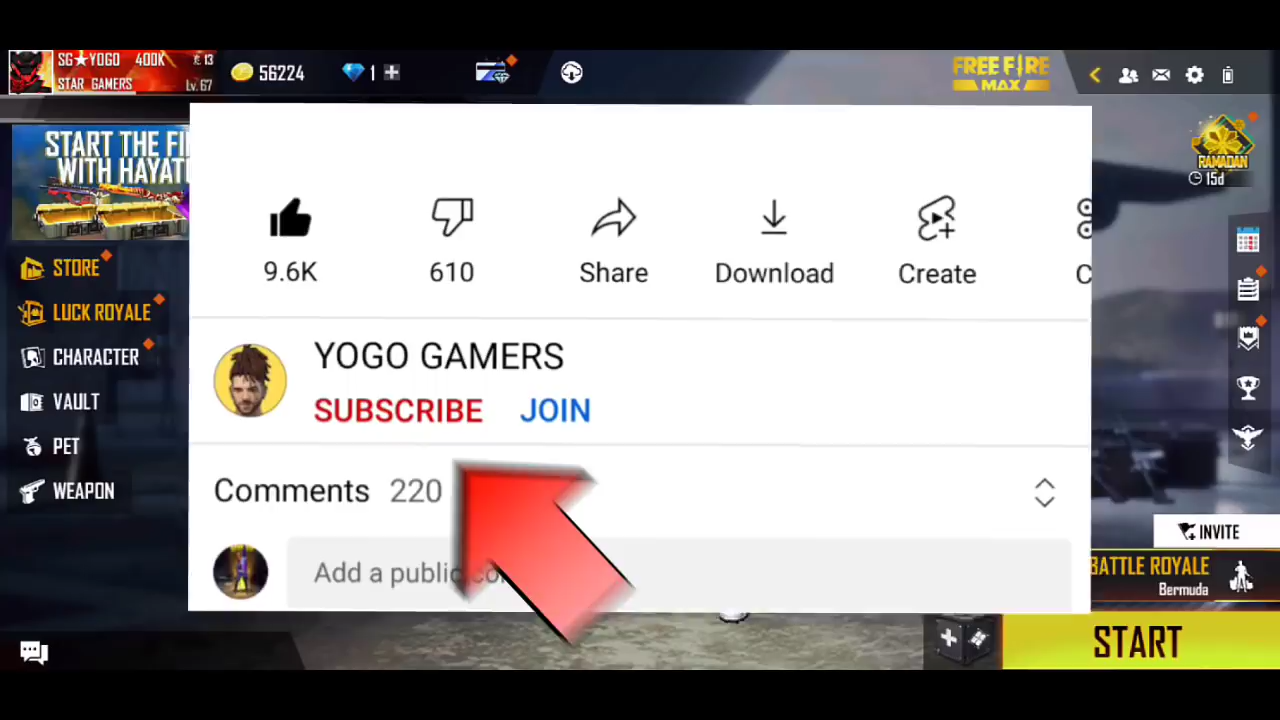 SG★YOGO 400K
13
STAR GAMERS
Lv.67
56224
1
FREE FIRE
MAX
START THE FI
WITH HAYAT
RAMADAN
15d
STORE
LUCK ROYALE
CHARACTER
VAULT
PET
WEAPON
9.6K
610
Share
Download
Create
C
YOGO GAMERS
SUBSCRIBE JOIN
Comments 220
Add a public co
INVITE
BATTLE ROYALE
Bermuda
START